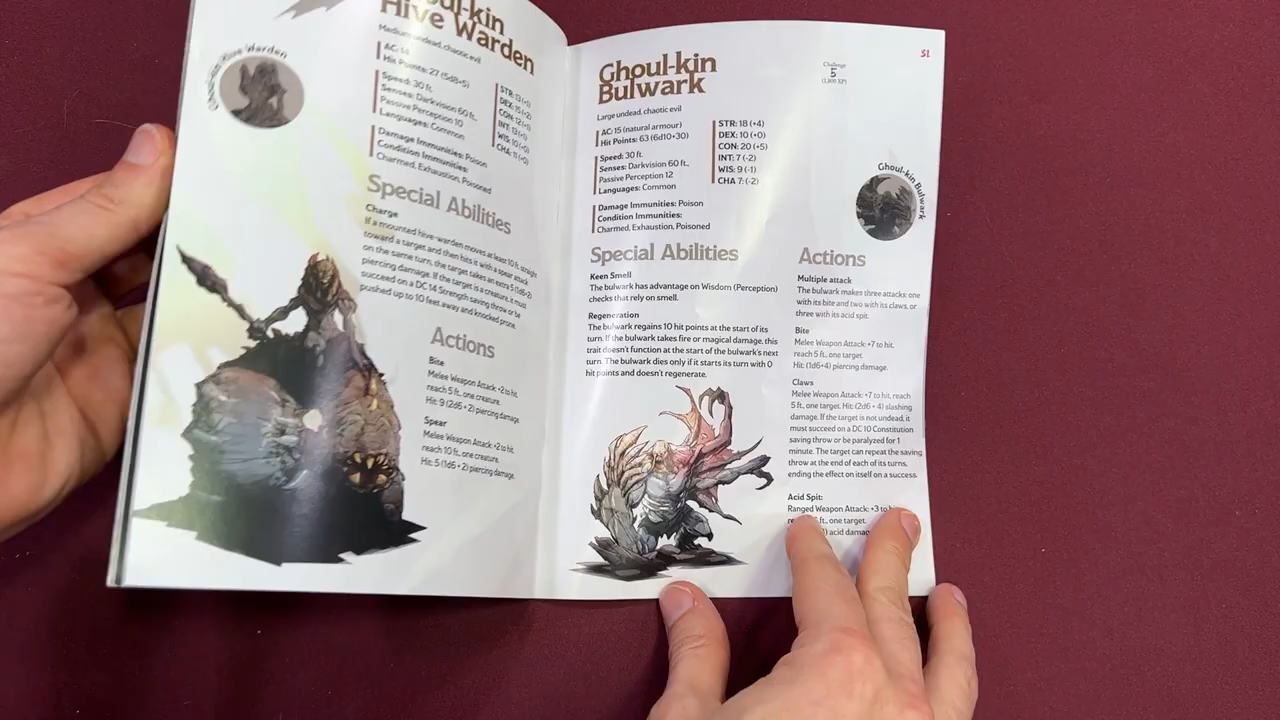 Hive Warden
Medium undead, chaotic evil
AC: 14
Hit Points: 27 (5d8+5)
Speed: 30 ft.
Senses: Darkvision 60 ft.,
Passive Perception 10
Languages: Common
Damage Immunities: Poison
Condition Immunities:
Charmed, Exhaustion, Poisoned
Special Abilities
Charge
If a mounted hive-warden moves at least 10 ft. straight
toward a target and then hits it with a spear attack
on the same turn, the target takes an extra 5 (1d6+2)
piercing damage. If the target is a creature, it must
succeed on a DC 14 Strength saving throw or be
pushed up to 10 feet away and knocked prone.
Actions
Bite
Melee Weapon Attack: +2 to hit,
reach 5 ft., one creature.
Hit: 9 (2d6 + 2) piercing damage.
Spear
Melee Weapon Attack: +2 to hit,
reach 10 ft., one creature.
Hit: 5 (1d6 + 2) piercing damage.
Ghoul-kin
Bulwark
Large undead, chaotic evil
AC: 15 (natural armour)
Hit Points: 63 (6d10+30)
Speed: 30 ft.
Senses: Darkvision 60 ft.,
Passive Perception 12
Languages: Common
Damage Immunities: Poison
Condition Immunities:
Charmed, Exhaustion, Poisoned
STR: 18 (+4)
DEX: 10 (+0)
CON: 20 (+5)
INT: 7 (-2)
WIS: 9 (-1)
CHA 7: (-2)
Challenge
5
(1,800 XP)
51
Ghoul-kin Bulwark
Special Abilities
Keen Smell
The bulwark has advantage on Wisdom (Perception)
checks that rely on smell.
Regeneration
The bulwark regains 10 hit points at the start of its
turn. If the bulwark takes fire or magical damage, this
trait doesn't function at the start of the bulwark's next
turn. The bulwark dies only if it starts its turn with 0
hit points and doesn't regenerate.
Actions
Multiple attack
The bulwark makes three attacks: one
with its bite and two with its claws, or
three with its acid spit.
Bite
Melee Weapon Attack: +7 to hit,
reach 5 ft., one target.
Hit: (1d6+4) piercing damage.
Claws
Melee Weapon Attack: +7 to hit, reach
5 ft., one target. Hit: (2d6 + 4) slashing
damage. If the target is not undead, it
must succeed on a DC 10 Constitution
saving throw or be paralyzed for 1
minute. The target can repeat the saving
throw at the end of each of its turns,
ending the effect on itself on a success.
Acid Spit:
Ranged Weapon Attack: +3 to
ft., one target.
acid